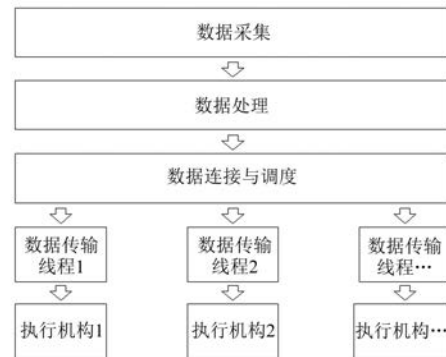 数据采集
数据处理
数据连接与调度
数据传输
线程1
数据传输
线程2
数据传输
线程…
执行机构1
执行机构2
执行机构…